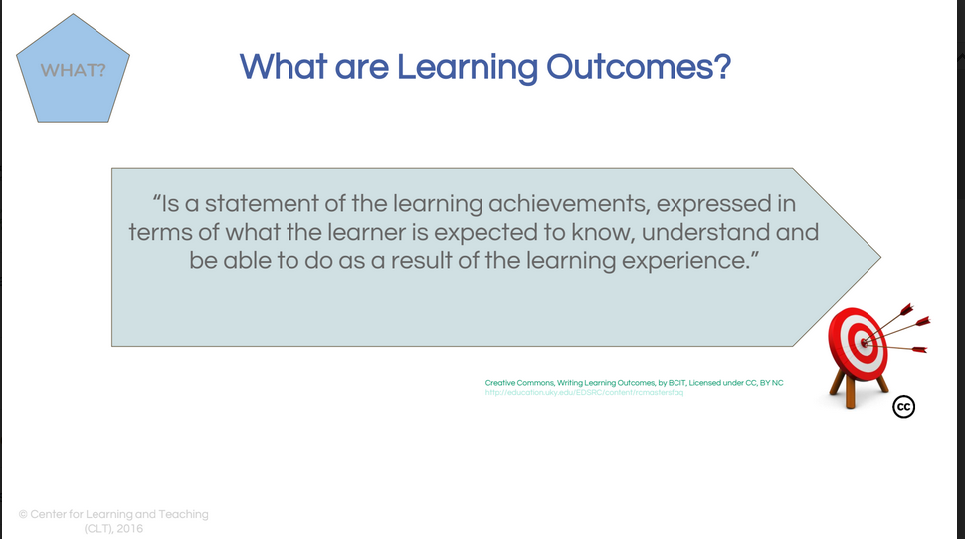 WHAT?
What are Learning Outcomes?
“Is a statement of the learning achievements, expressed in
terms of what the learner is expected to know, understand and
be able to do as a result of the learning experience.”
Creative Commons, Writing Learning Outcomes, by BCIT, Licensed under CC, BY NC
http://education.uky.edu/EDSRC/content/rcmastersfaq
cc
© Center for Learning and Teaching
(CLT), 2016